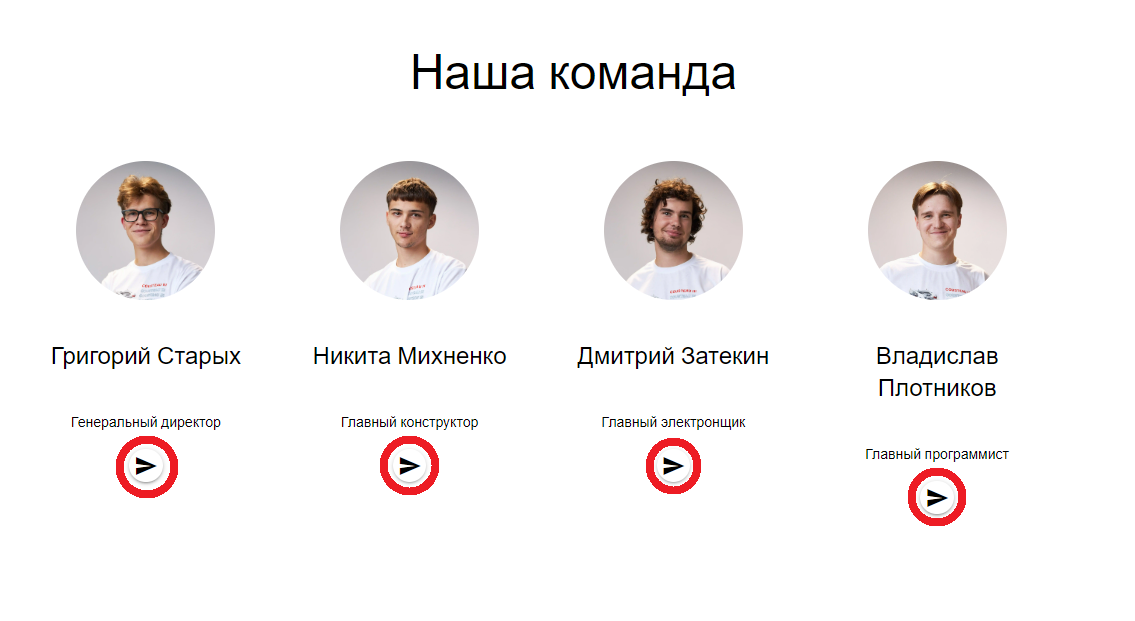 Наша команда
Григорий Старых
Никита Михненко
Дмитрий Затекин
Владислав
Плотников
Генеральный директор
Главный конструктор
Главный электронщик
Главный программист